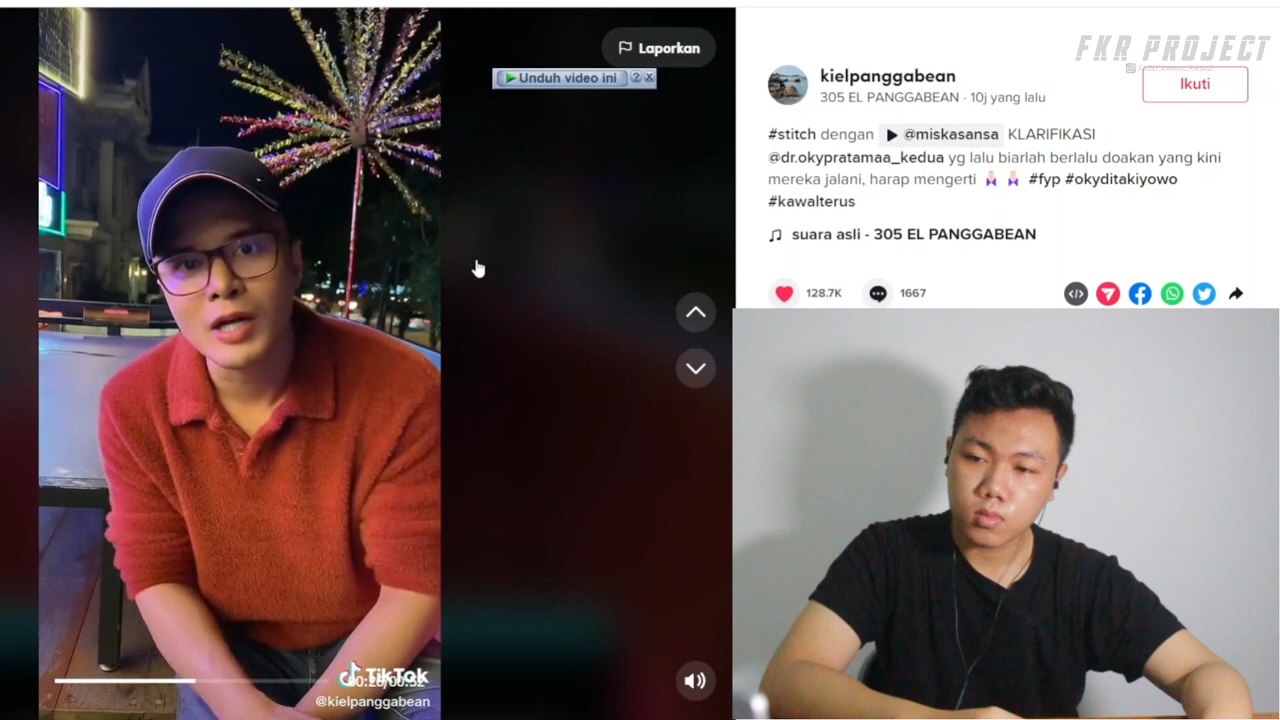 Laporkan
Unduh video ini
?
X
FKR PROJECT
kielpanggabean
305 EL PANGGABEAN · 10j yang lalu
Ikuti
#stitch dengan ▶ @miskasansa KLARIFIKASI
@dr.okypratamaa_kedua yg lalu biarlah berlalu doakan yang kini
mereka jalani, harap mengerti #fyp #okyditakiyowo
#kawalterus
suara asli - 305 EL PANGGABEAN
128.7K
1667
TikTok
@kielpanggabean